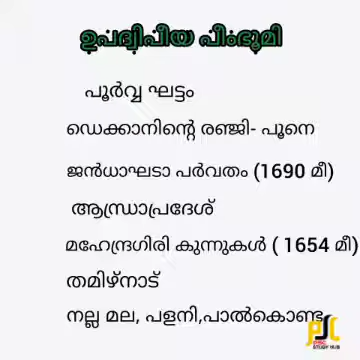 ഉപദ്വിപീയ പീംഭൂമി
പൂർവ്വ ഘട്ടം
ഡെക്കാനിന്റെ രഞ്ജി- പൂനെ
ജൻധാഘടാ പർവതം (1690 മീ)
ആന്ധ്രാപ്രദേശ്
മഹേന്ദ്രഗിരി കുന്നുകൾ ( 1654 മീ)
തമിഴ്നാട്
നല്ല മല, പളനി,പാൽകൊണ്ട